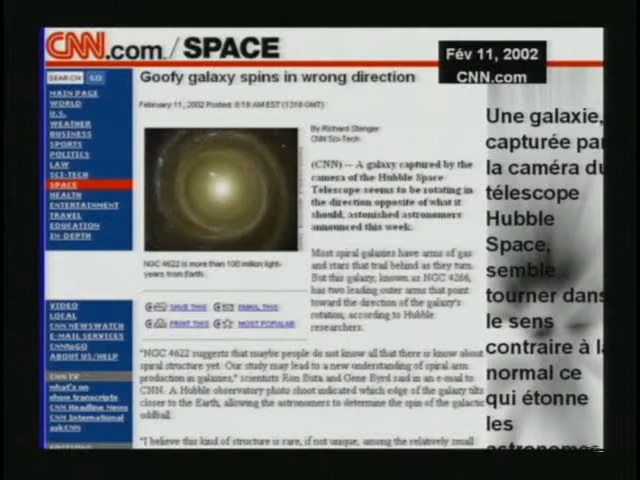 CNN.com./SPACE
Fév 11, 2002
CNN.com
SEARCH GO
MAIN PAGE
WORLD
U.S.
WEATHER
BUSINESS
SPORTS
POLITICS
LAW
SCI-TECH
SPACE
HEALTH
ENTERTAINMENT
TRAVEL
EDUCATION
IN-DEPTH
VIDEO
LOCAL
CNN NEWSWATCH
E-MAIL SERVICES
CNNtoGO
ABOUT US/HELP
CNN TV
what's on
show transcripts
CNN Headline News
CNN International
askCNN
EDITIONS
Goofy galaxy spins in wrong direction
February 11, 2002 Posted: 8:18 AM EST (1318 GMT)
NGC 4622 is more than 100 million light-
years from Earth.
SAVE THIS EMAIL THIS
PRINT THIS MOST POPULAR
By Richard Stenger
CNN Sci-Tech
(CNN) -- A galaxy captured by the
camera of the Hubble Space
Telescope seems to be rotating in
the direction opposite of what it
should, astonished astronomers
announced this week.
Most spiral galaxies have arms of gas
and stars that trail behind as they turn.
But this galaxy, known as NGC 4266,
has two leading outer arms that point
toward the direction of the galaxy's
rotation, according to Hubble
researchers.
"NGC 4622 suggests that maybe people do not know all that there is know about
spiral structure yet. Our study may lead to a new understanding of spiral arm
production in galaxies," scientists Ron Buta and Gene Byrd said in an e-mail to
CNN. A Hubble observatory photo shoot indicated which edge of the galaxy tilts
closer to the Earth, allowing the astronomers to determine the spin of the galactic
oddball.
"I believe this kind of structure is rare, if not unique, among the relatively small
Une galaxie,
capturée par
la caméra du
télescope
Hubble
Space,
semble
tourner dans
le sens
contraire à la
normal ce
qui étonne
les
astronomes